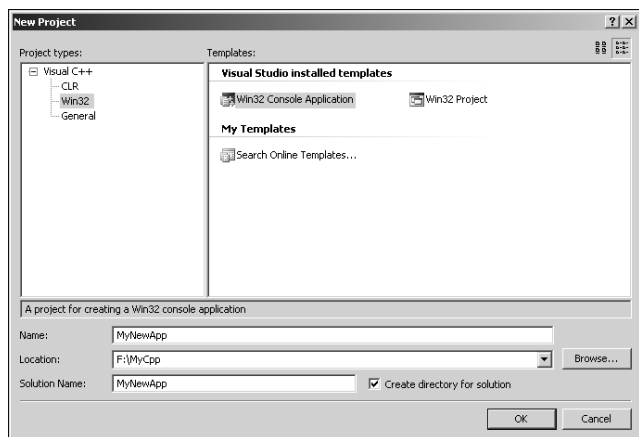 New Project
Project types:
Templates:
Visual C++
CLR
Win32
General
Visual Studio installed templates
Win32 Console Application
Win32 Project
My Templates
Search Online Templates...
A project for creating a Win32 console application
Name:
MyNewApp
Location:
F:\MyCpp
Browse...
Solution Name:
MyNewApp
Create directory for solution
OK
Cancel